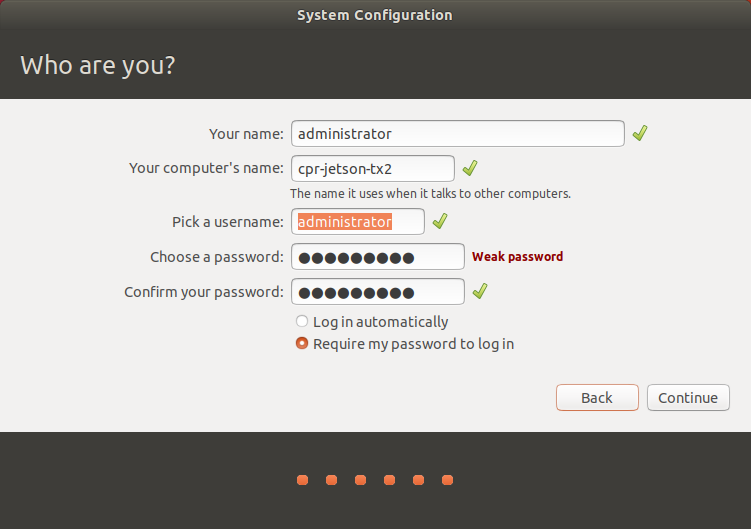 System Configuration
Who are you?
Your name: administrator
Your computer's name: cpr-jetson-tx2
The name it uses when it talks to other computers.
Pick a username: administrator
Choose a password: ●●●●●●●●● Weak password
Confirm your password: ●●●●●●●●●
Log in automatically
Require my password to log in
Back Continue